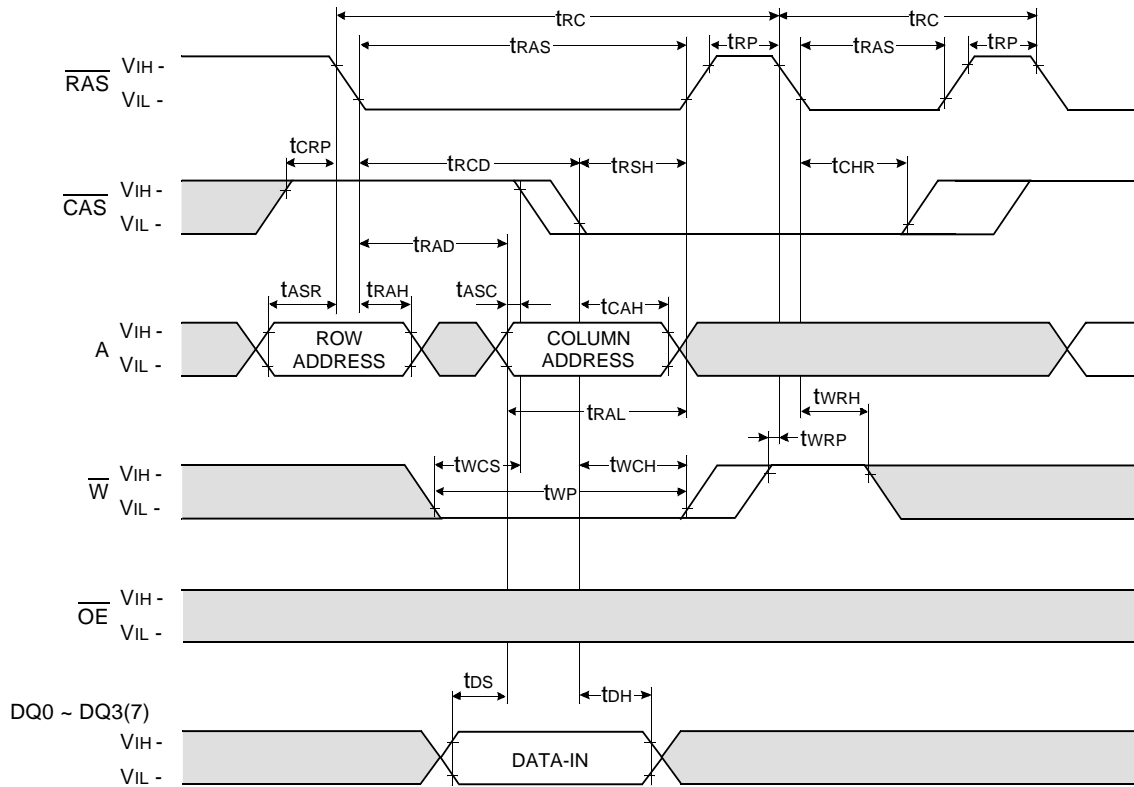 tRC tRC
tRAS tRP tRAS tRP
RAS VIH -
VIL -
tCRP tRCD tRSH tCHR
CAS VIH -
VIL -
tRAD
tASR tRAH tASC tCAH
A VIH -
VIL -
ROW
ADDRESS
COLUMN
ADDRESS
tRAL tWRH
tWRP
tWCS tWCH
W VIH -
VIL -
tWP
OE VIH -
VIL -
tDS tDH
DQ0 ~ DQ3(7)
VIH -
VIL -
DATA-IN